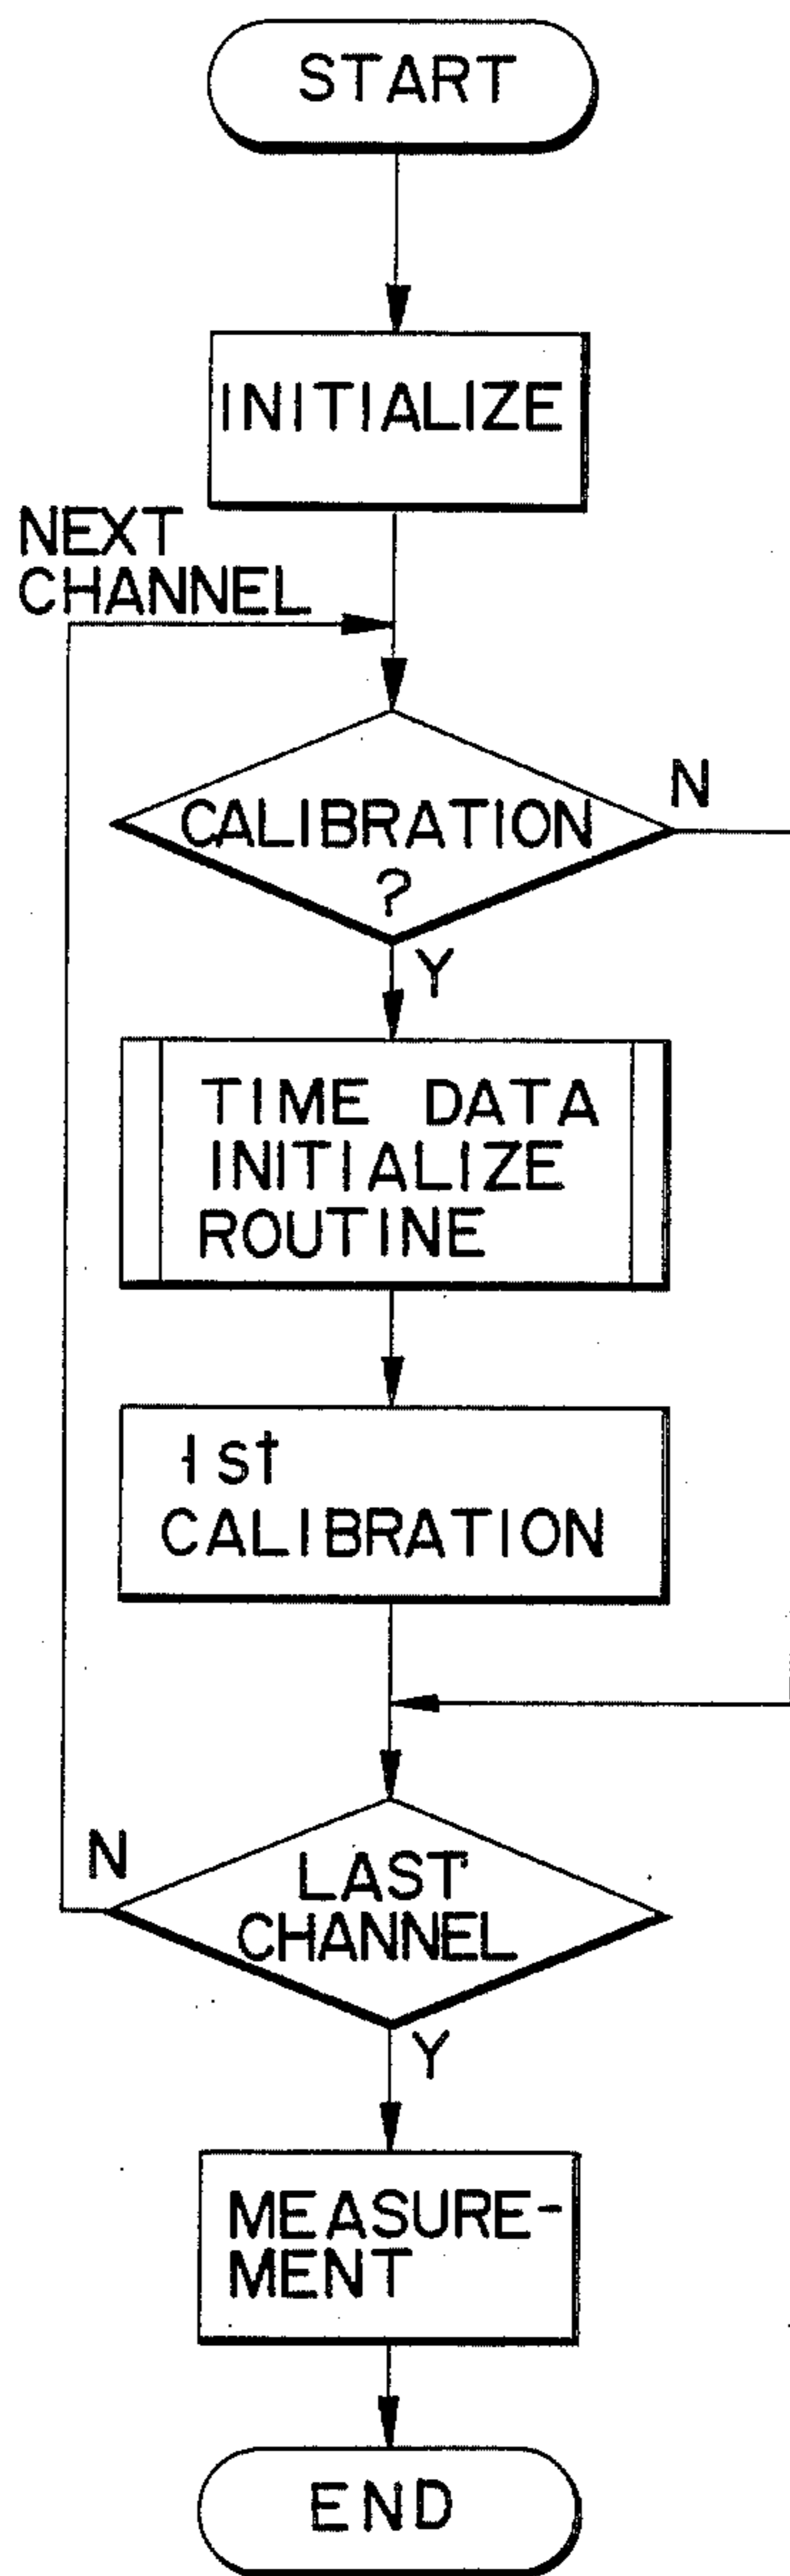 START
INITIALIZE
NEXT
CHANNEL
CALIBRATION
?
N
Y
TIME DATA
INITIALIZE
ROUTINE
1st
CALIBRATION
N
LAST
CHANNEL
Y
MEASURE-
MENT
END